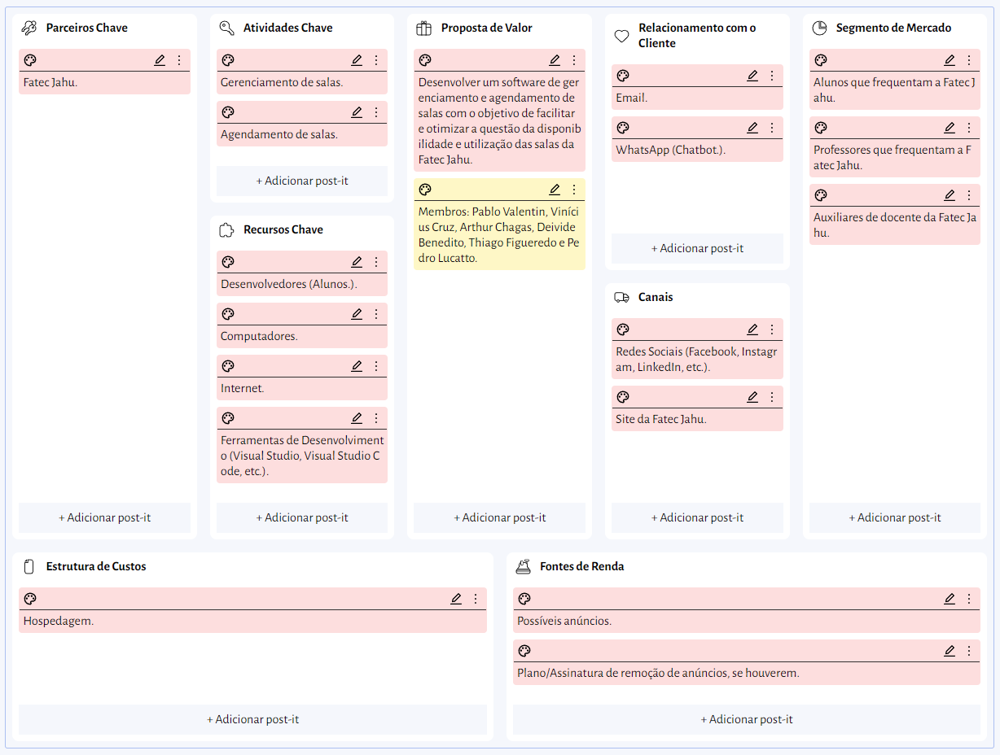 Parceiros Chave
Fatec Jahu.
+ Adicionar post-it
Atividades Chave
Gerenciamento de salas.
Agendamento de salas.
+ Adicionar post-it
Recursos Chave
Desenvolvedores (Alunos.).
Computadores.
Internet.
Ferramentas de Desenvolviment
o (Visual Studio, Visual Studio C
ode, etc.).
+ Adicionar post-it
Proposta de Valor
Desenvolver um software de ger
enciamento e agendamento de
salas com o objetivo de facilitar
e otimizar a questão da disponib
ilidade e utilização das salas da
Fatec Jahu.
Membros: Pablo Valentin, Viníci
us Cruz, Arthur Chagas, Deivide
Benedito, Thiago Figueredo e Pe
dro Lucatto.
+ Adicionar post-it
Relacionamento com o
Cliente
Email.
WhatsApp (Chatbot.).
+ Adicionar post-it
Canais
Redes Sociais (Facebook, Instagr
am, LinkedIn, etc.).
Site da Fatec Jahu.
+ Adicionar post-it
Segmento de Mercado
Alunos que frequentam a Fatec J
ahu.
Professores que frequentam a F
atec Jahu.
Auxiliares de docente da Fatec Ja
hu.
+ Adicionar post-it
Estrutura de Custos
Hospedagem.
+ Adicionar post-it
Fontes de Renda
Possíveis anúncios.
Plano/Assinatura de remoção de anúncios, se houverem.
+ Adicionar post-it